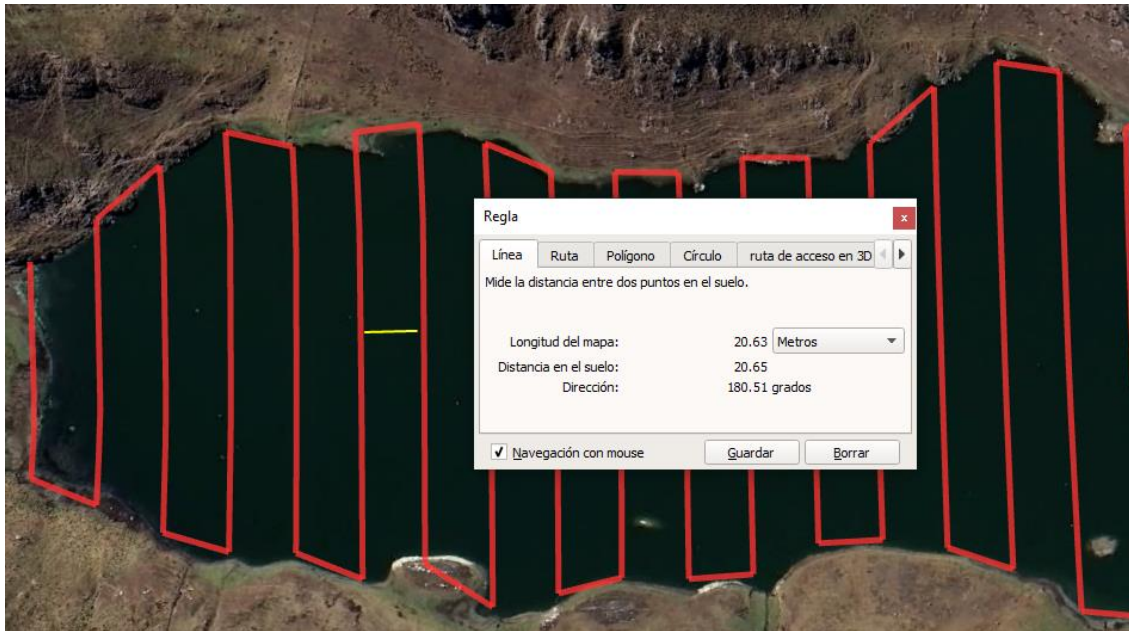 Regla
x
Línea Ruta Polígono Círculo ruta de acceso en 3D
Mide la distancia entre dos puntos en el suelo.
Longitud del mapa: 20.63 Metros
Distancia en el suelo: 20.65
Dirección: 180.51 grados
Navegación con mouse Guardar Borrar